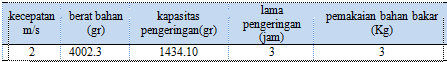 kecepatan m/s
berat bahan (gr)
kapasitas pengeringan(gr)
lama pengeringan (jam)
pemakaian bahan bakar (Kg)
2 4002.3 1434.10 3 3